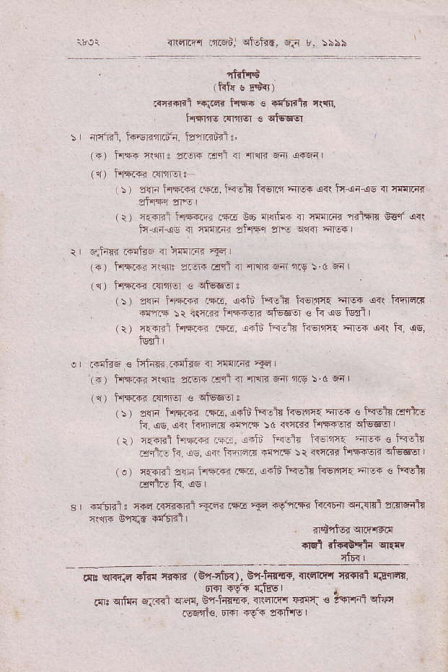 ২৮৩২ বাংলাদেশ গেজেট, অতিরিক্ত, জুন ৮, ১৯৯৯
পরিশিষ্ট
(বিধি ৬ দ্রষ্টব্য)
বেসরকারী স্কুলের শিক্ষক ও কর্মচারীর সংখ্যা,
শিক্ষাগত যোগ্যতা ও অভিজ্ঞতা
১। নার্সারী, কিন্ডারগার্টেন, প্রিপারেটরী :-
(ক) শিক্ষক সংখ্যাঃ প্রত্যেক শ্রেণী বা শাখার জন্য একজন।
(খ) শিক্ষকের যোগ্যতা :—
(১) প্রধান শিক্ষকের ক্ষেত্রে, দ্বিতীয় বিভাগে স্নাতক এবং সি-এন-এড বা সমমানের
প্রশিক্ষণ প্রাপ্ত।
(২) সহকারী শিক্ষকদের ক্ষেত্রে উচ্চ মাধ্যমিক বা সমমানের পরীক্ষায় উত্তীর্ণ এবং
সি-এন-এড বা সমমানের প্রশিক্ষণ প্রাপ্ত অথবা স্নাতক।
২। জুনিয়র কেমব্রিজ বা সমমানের স্কুল।
(ক) শিক্ষকের সংখ্যাঃ প্রত্যেক শ্রেণী বা শাখার জন্য গড়ে ১.৫ জন।
(খ) শিক্ষকের যোগ্যতা ও অভিজ্ঞতাঃ
(১) প্রধান শিক্ষকের ক্ষেত্রে, একটি দ্বিতীয় বিভাগসহ স্নাতক এবং বিদ্যালয়ে
কমপক্ষে ১২ বৎসরের শিক্ষকতার অভিজ্ঞতা ও বি এড ডিগ্রী।
(২) সহকারী শিক্ষকের ক্ষেত্রে, একটি দ্বিতীয় বিভাগসহ স্নাতক এবং বি, এড,
ডিগ্রী।
৩। কেমব্রিজ ও সিনিয়র কেমব্রিজ বা সমমানের স্কুল।
(ক) শিক্ষকের সংখ্যাঃ প্রত্যেক শ্রেণী বা শাখার জন্য গড়ে ১.৫ জন।
(খ) শিক্ষকের যোগ্যতা ও অভিজ্ঞতাঃ
(১) প্রধান শিক্ষকের ক্ষেত্রে, একটি দ্বিতীয় বিভাগসহ স্নাতক ও দ্বিতীয় শ্রেণীতে
বি, এড, এবং বিদ্যালয়ে কমপক্ষে ১৫ বৎসরের শিক্ষকতার অভিজ্ঞতা।
(২) সহকারী শিক্ষকের ক্ষেত্রে, একটি দ্বিতীয় বিভাগসহ স্নাতক ও দ্বিতীয়
শ্রেণীতে বি, এড, এবং বিদ্যালয়ে কমপক্ষে ১২ বৎসরের শিক্ষকতার অভিজ্ঞতা।
(৩) সহকারী প্রধান শিক্ষকের ক্ষেত্রে, একটি দ্বিতীয় বিভাগসহ স্নাতক ও দ্বিতীয়
শ্রেণীতে বি, এড।
৪। কর্মচারীঃ সকল বেসরকারী স্কুলের ক্ষেত্রে স্কুল কর্তৃপক্ষের বিবেচনা অনুযায়ী প্রয়োজনীয়
সংখ্যক উপযুক্ত কর্মচারী।
রাষ্ট্রপতির আদেশক্রমে
কাজী রকিবউদ্দীন আহমদ
সচিব।
মোঃ আবদুল করিম সরকার (উপ-সচিব), উপ-নিয়ন্ত্রক, বাংলাদেশ সরকারী মুদ্রণালয়,
ঢাকা কর্তৃক মুদ্রিত।
মোঃ আমিন জুবেরী আলম, উপ-নিয়ন্ত্রক, বাংলাদেশ ফরমস্ ও প্রকাশনী অফিস
তেজগাঁও, ঢাকা কর্তৃক প্রকাশিত।